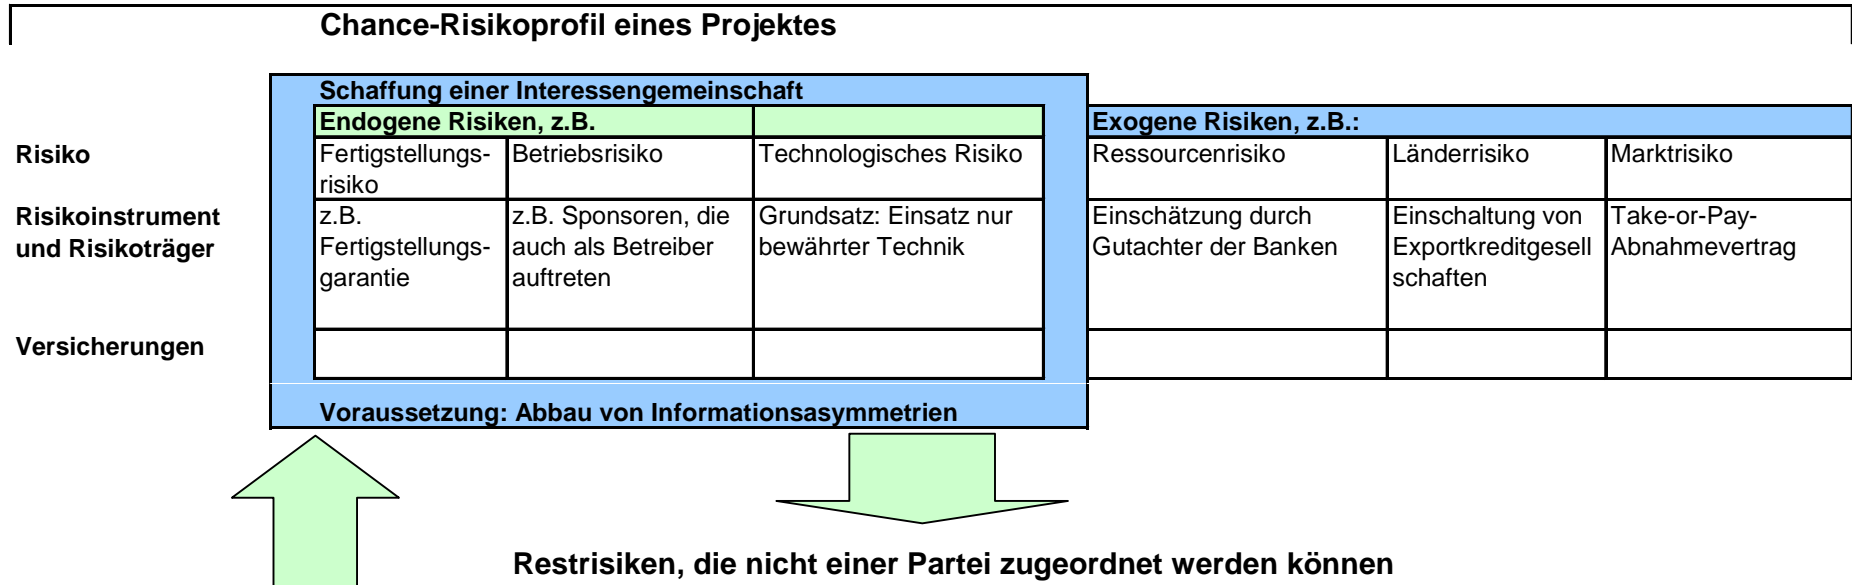 Chance-Risikoprofil eines Projektes
Schaffung einer Interessengemeinschaft
Endogene Risiken, z.B.
Exogene Risiken, z.B.:
Risiko
Fertigstellungs-
risiko
Betriebsrisiko
Technologisches Risiko
Ressourcenrisiko
Länderrisiko
Marktrisiko
Risikoinstrument
und Risikoträger
z.B.
Fertigstellungs-
garantie
z.B. Sponsoren, die
auch als Betreiber
auftreten
Grundsatz: Einsatz nur
bewährter Technik
Einschätzung durch
Gutachter der Banken
Einschaltung von
Exportkreditgesell
schaften
Take-or-Pay-
Abnahmevertrag
Versicherungen
Voraussetzung: Abbau von Informationsasymmetrien
Restrisiken, die nicht einer Partei zugeordnet werden können